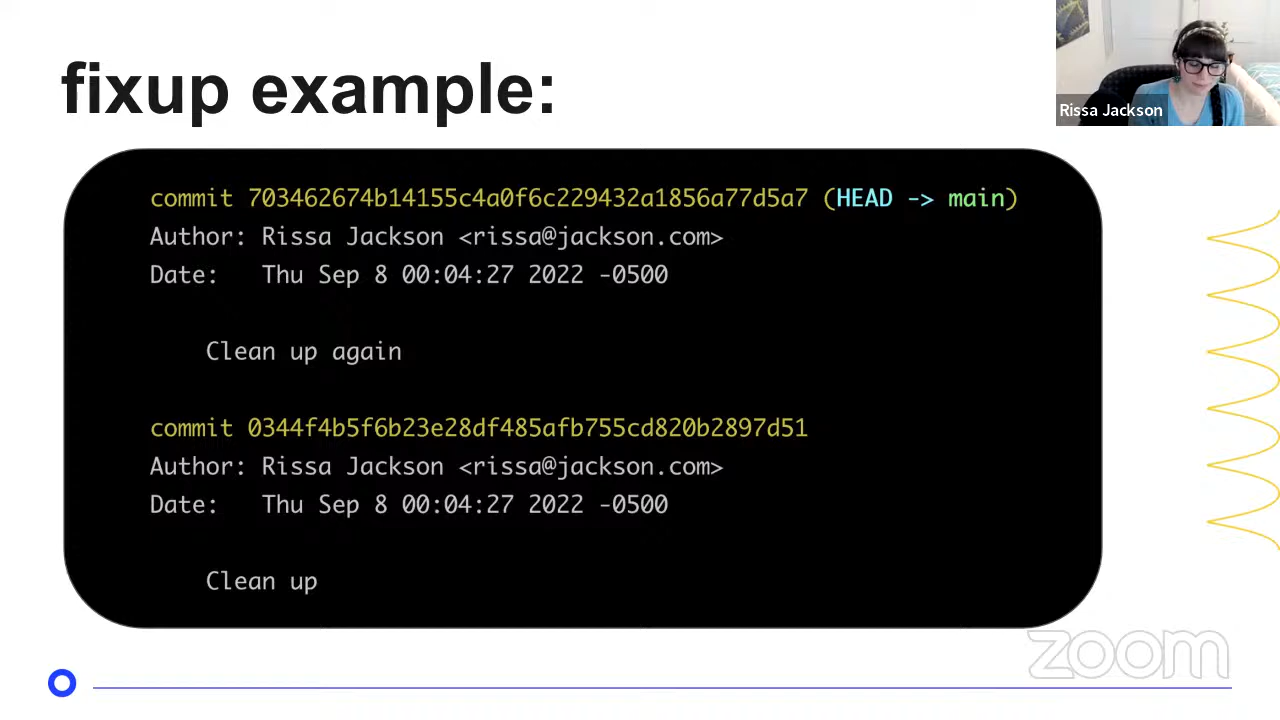 fixup example:
Rissa Jackson
commit 703462674b14155c4a0f6c229432a1856a77d5a7 (HEAD -> main)
Author: Rissa Jackson <rissa@jackson.com>
Date:   Thu Sep 8 00:04:27 2022 -0500
Clean up again
commit 0344f4b5f6b23e28df485afb755cd820b2897d51
Author: Rissa Jackson <rissa@jackson.com>
Date:   Thu Sep 8 00:04:27 2022 -0500
Clean up
zoom